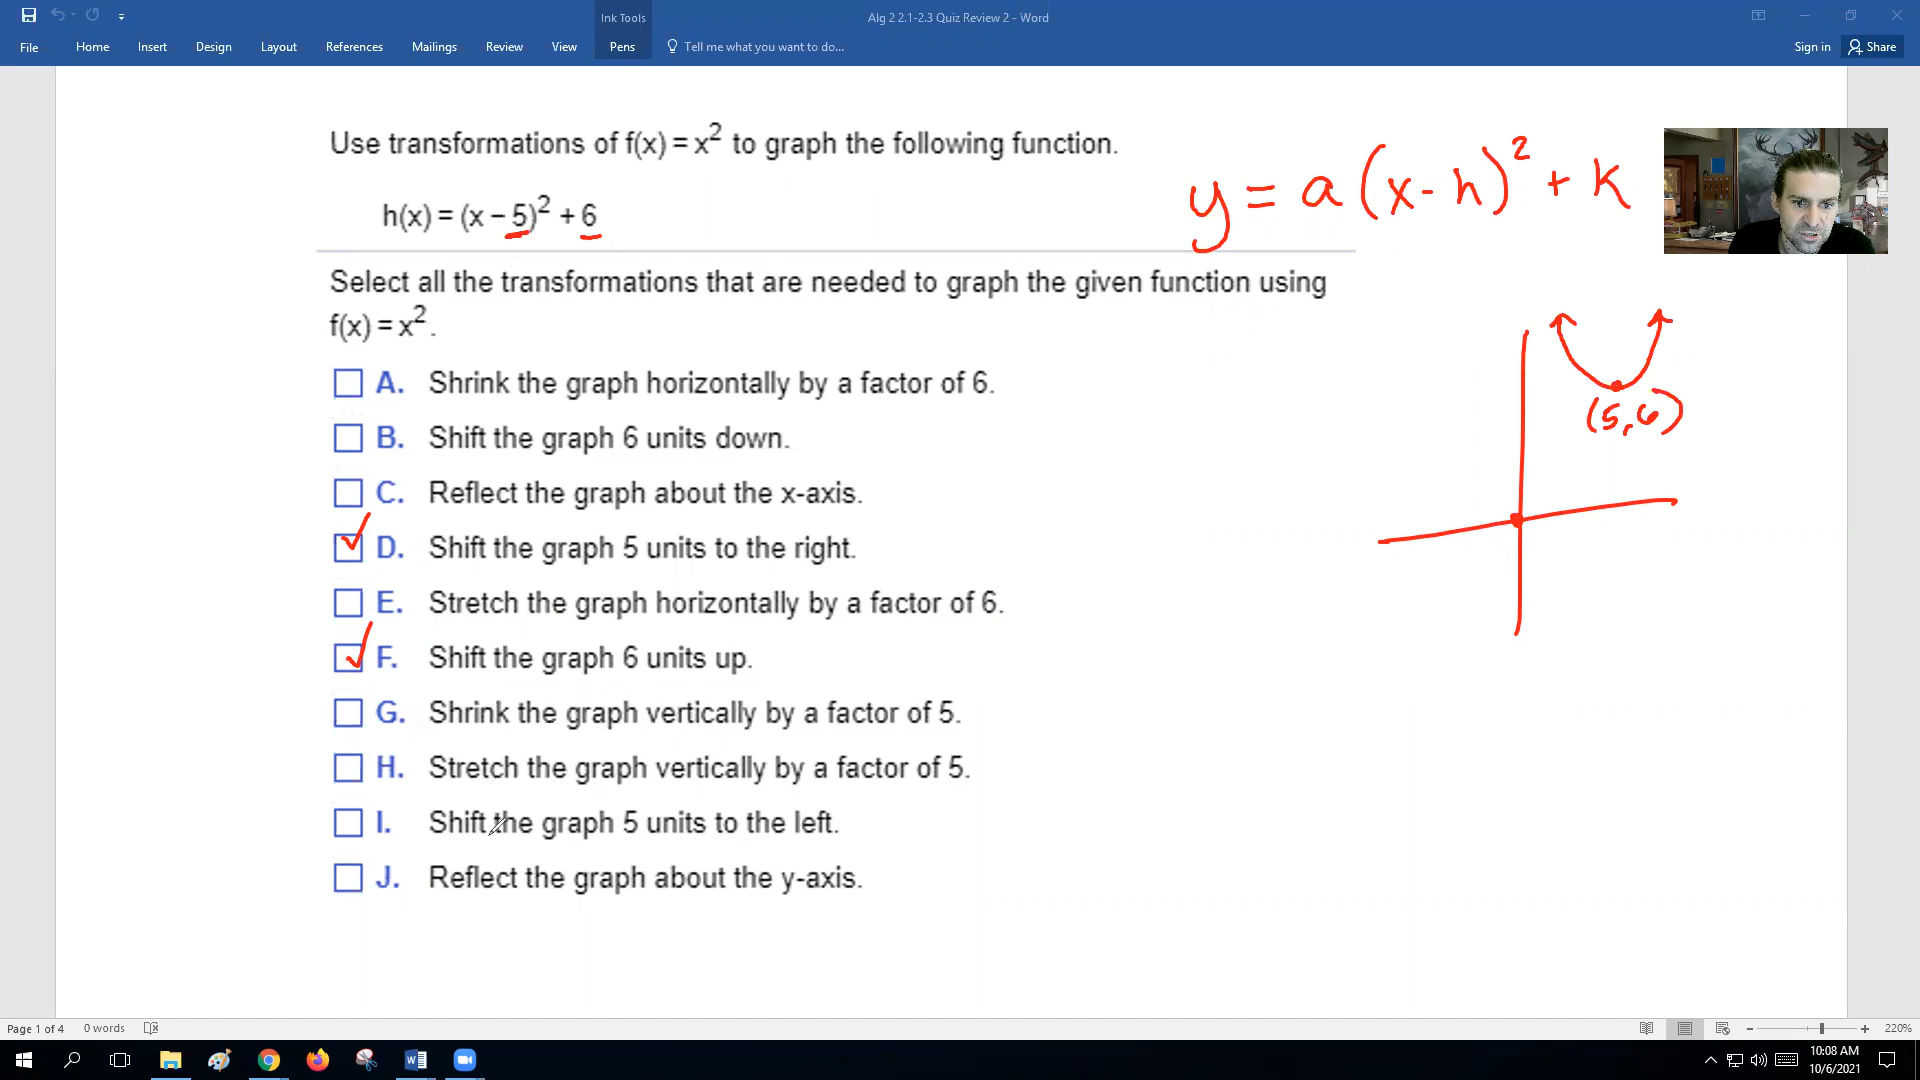 Ink Tools
Alg 2 2.1-2.3 Quiz Review 2 - Word
File Home Insert Design Layout References Mailings Review View Pens Tell me what you want to do... Sign in Share
Use transformations of f(x) = x² to graph the following function.
h(x) = (x − 5)² + 6
y = a(x - h)² + k
Select all the transformations that are needed to graph the given function using
f(x) = x².
A. Shrink the graph horizontally by a factor of 6.
B. Shift the graph 6 units down.
C. Reflect the graph about the x-axis.
D. Shift the graph 5 units to the right.
E. Stretch the graph horizontally by a factor of 6.
F. Shift the graph 6 units up.
G. Shrink the graph vertically by a factor of 5.
H. Stretch the graph vertically by a factor of 5.
I. Shift the graph 5 units to the left.
J. Reflect the graph about the y-axis.
(5,6)
Page 1 of 4 0 words 220%
10:08 AM
10/6/2021